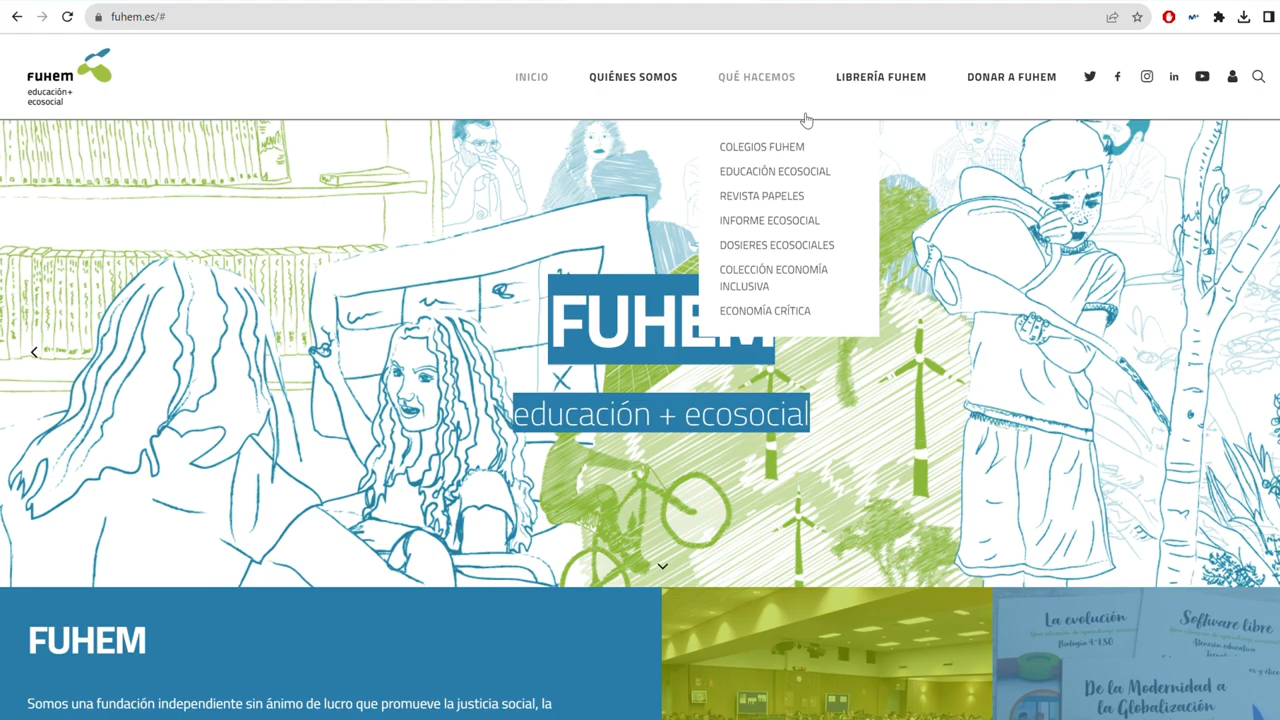 fuhem.es/#
FUHEM
educación+
ecosocial
INICIO
QUIÉNES SOMOS
QUÉ HACEMOS
LIBRERÍA FUHEM
DONAR A FUHEM
COLEGIOS FUHEM
EDUCACIÓN ECOSOCIAL
REVISTA PAPELES
INFORME ECOSOCIAL
DOSIERES ECOSOCIALES
COLECCIÓN ECONOMÍA
INCLUSIVA
ECONOMÍA CRÍTICA
FUHEM
educación + ecosocial
FUHEM
Somos una fundación independiente sin ánimo de lucro que promueve la justicia social, la
La evolución
Biología 4º ESO
Software libre
Atención educativa
De la Modernidad a
la Globalización